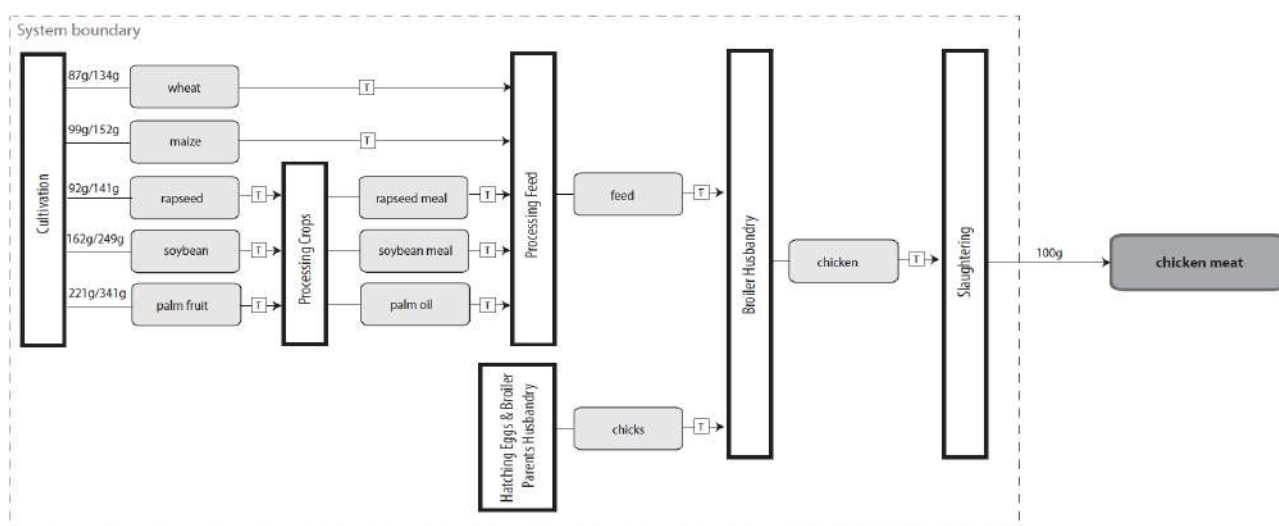 System boundary
Cultivation
87g/134g
wheat
T
99g/152g
maize
T
92g/141g
rapseed
T
162g/249g
soybean
T
221g/341g
palm fruit
T
Processing Crops
rapseed meal
T
soybean meal
T
palm oil
T
Processing Feed
feed
T
Hatching Eggs & Broiler
Parents Husbandry
chicks
T
Broiler Husbandry
chicken
T
Slaughtering
100g
chicken meat